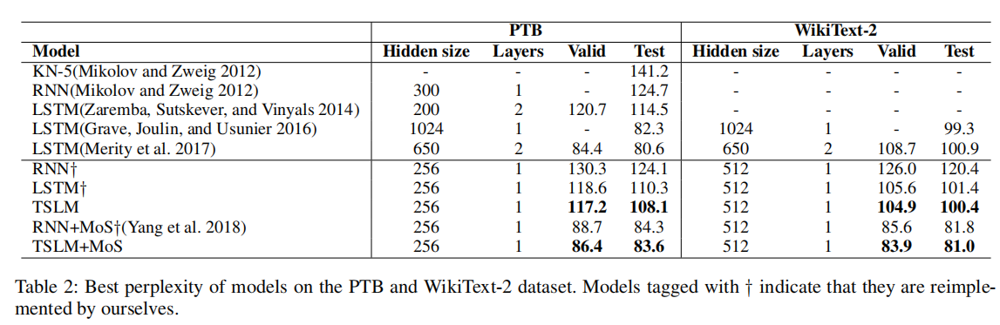 PTB WikiText-2
Model Hidden size Layers Valid Test Hidden size Layers Valid Test
KN-5(Mikolov and Zweig 2012) - - - 141.2 - - - -
RNN(Mikolov and Zweig 2012) 300 1 - 124.7 - - - -
LSTM(Zaremba, Sutskever, and Vinyals 2014) 200 2 120.7 114.5 - - - -
LSTM(Grave, Joulin, and Usunier 2016) 1024 1 - 82.3 1024 1 - 99.3
LSTM(Merity et al. 2017) 650 2 84.4 80.6 650 2 108.7 100.9
RNN† 256 1 130.3 124.1 512 1 126.0 120.4
LSTM† 256 1 118.6 110.3 512 1 105.6 101.4
TSLM 256 1 117.2 108.1 512 1 104.9 100.4
RNN+MoS†(Yang et al. 2018) 256 1 88.7 84.3 512 1 85.6 81.8
TSLM+MoS 256 1 86.4 83.6 512 1 83.9 81.0
Table 2: Best perplexity of models on the PTB and WikiText-2 dataset. Models tagged with † indicate that they are reimple-
mented by ourselves.